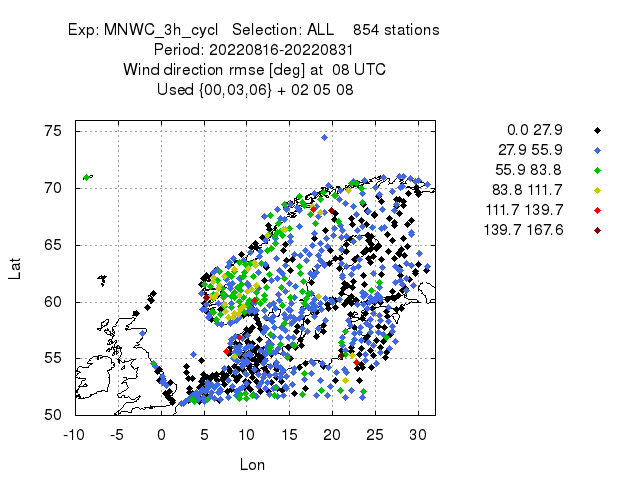 Exp: MNWC_3h_cycl   Selection: ALL    854 stations
Period: 20220816-20220831
Wind direction rmse [deg] at  08 UTC
Used {00,03,06} + 02 05 08
0.0 27.9
27.9 55.9
55.9 83.8
83.8 111.7
111.7 139.7
139.7 167.6
75
70
65
60
55
50
Lat
-10 -5 0 5 10 15 20 25 30
Lon